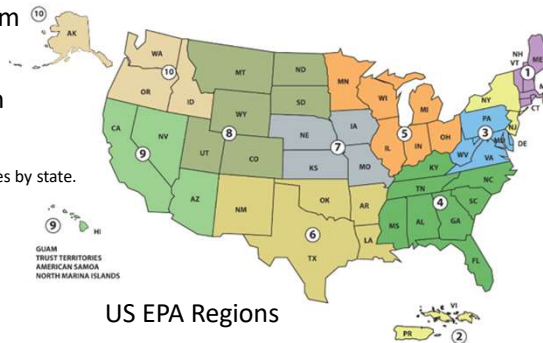 m
⑩
AK
n
es by state.
WA
⑩
OR
ID
MT
ND
SD
WY
⑧
UT
CO
CA
NV
⑨
AZ
NE
IA
⑦
KS
MO
MN
WI
MI
⑤
IL
IN
OH
NH
VT
ME
①
M
CT
NY
NJ
PA
③
MD
DE
WV
VA
KY
TN
NC
④
SC
MS
AL
GA
FL
NM
OK
AR
⑥
TX
LA
⑨
HI
GUAM
TRUST TERRITORIES
AMERICAN SAMOA
NORTH MARINA ISLANDS
US EPA Regions
VI
PR
②